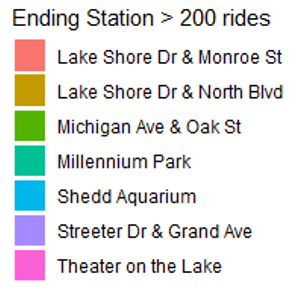 Ending Station > 200 rides
Lake Shore Dr & Monroe St
Lake Shore Dr & North Blvd
Michigan Ave & Oak St
Millennium Park
Shedd Aquarium
Streeter Dr & Grand Ave
Theater on the Lake